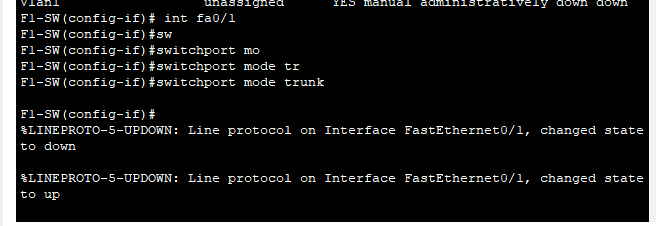 Vlan1 unassigned YES manual administratively down down
F1-SW(config-if)# int fa0/1
F1-SW(config-if)#sw
F1-SW(config-if)#switchport mo
F1-SW(config-if)#switchport mode tr
F1-SW(config-if)#switchport mode trunk
F1-SW(config-if)#
%LINEPROTO-5-UPDOWN: Line protocol on Interface FastEthernet0/1, changed state
to down
%LINEPROTO-5-UPDOWN: Line protocol on Interface FastEthernet0/1, changed state
to up